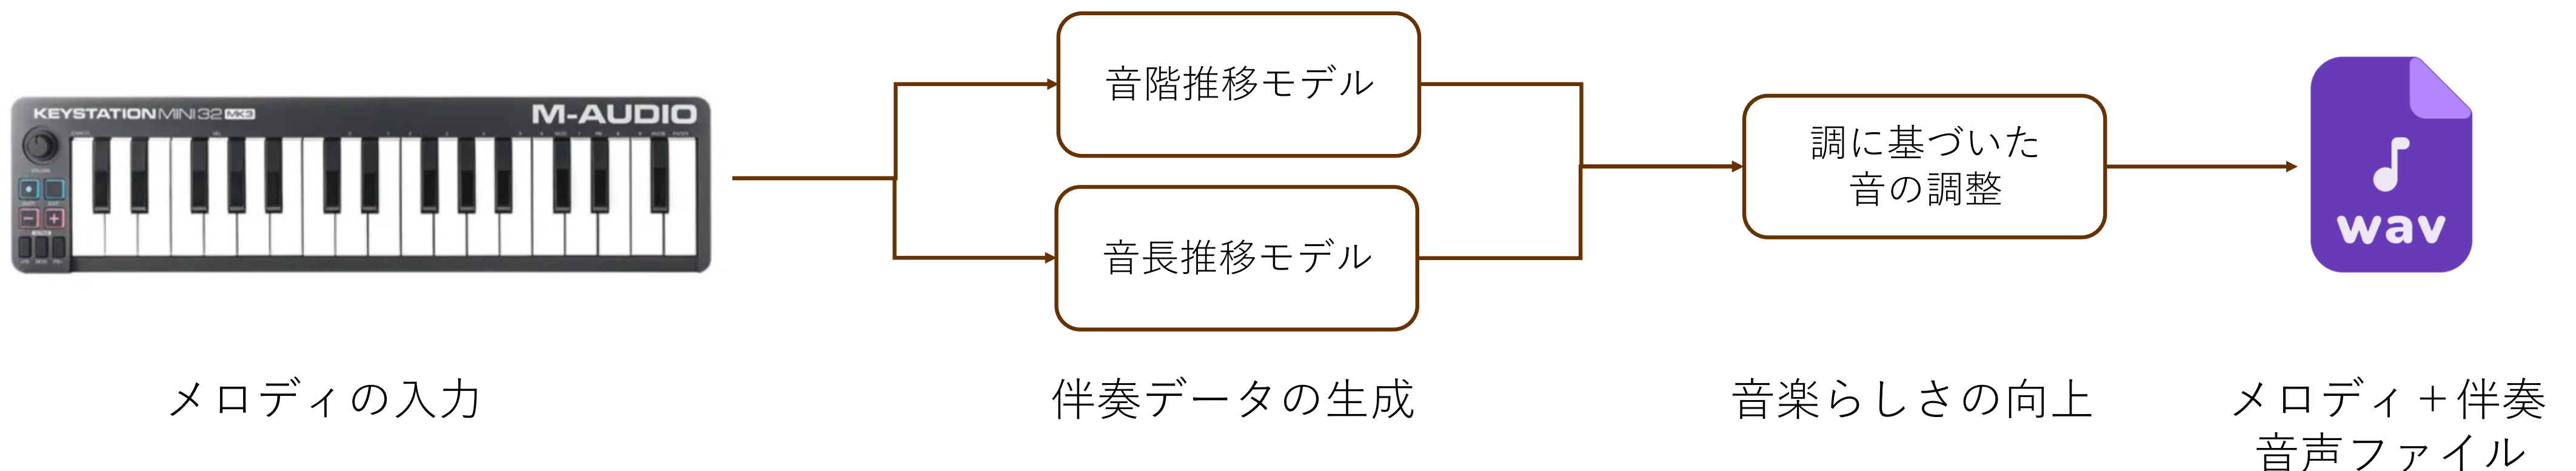 KEYSTATION MINI 32 MK3
M-AUDIO
VOLUME
音階推移モデル
音長推移モデル
調に基づいた
音の調整
wav
メロディの入力
伴奏データの生成
音楽らしさの向上
メロディ＋伴奏
音声ファイル